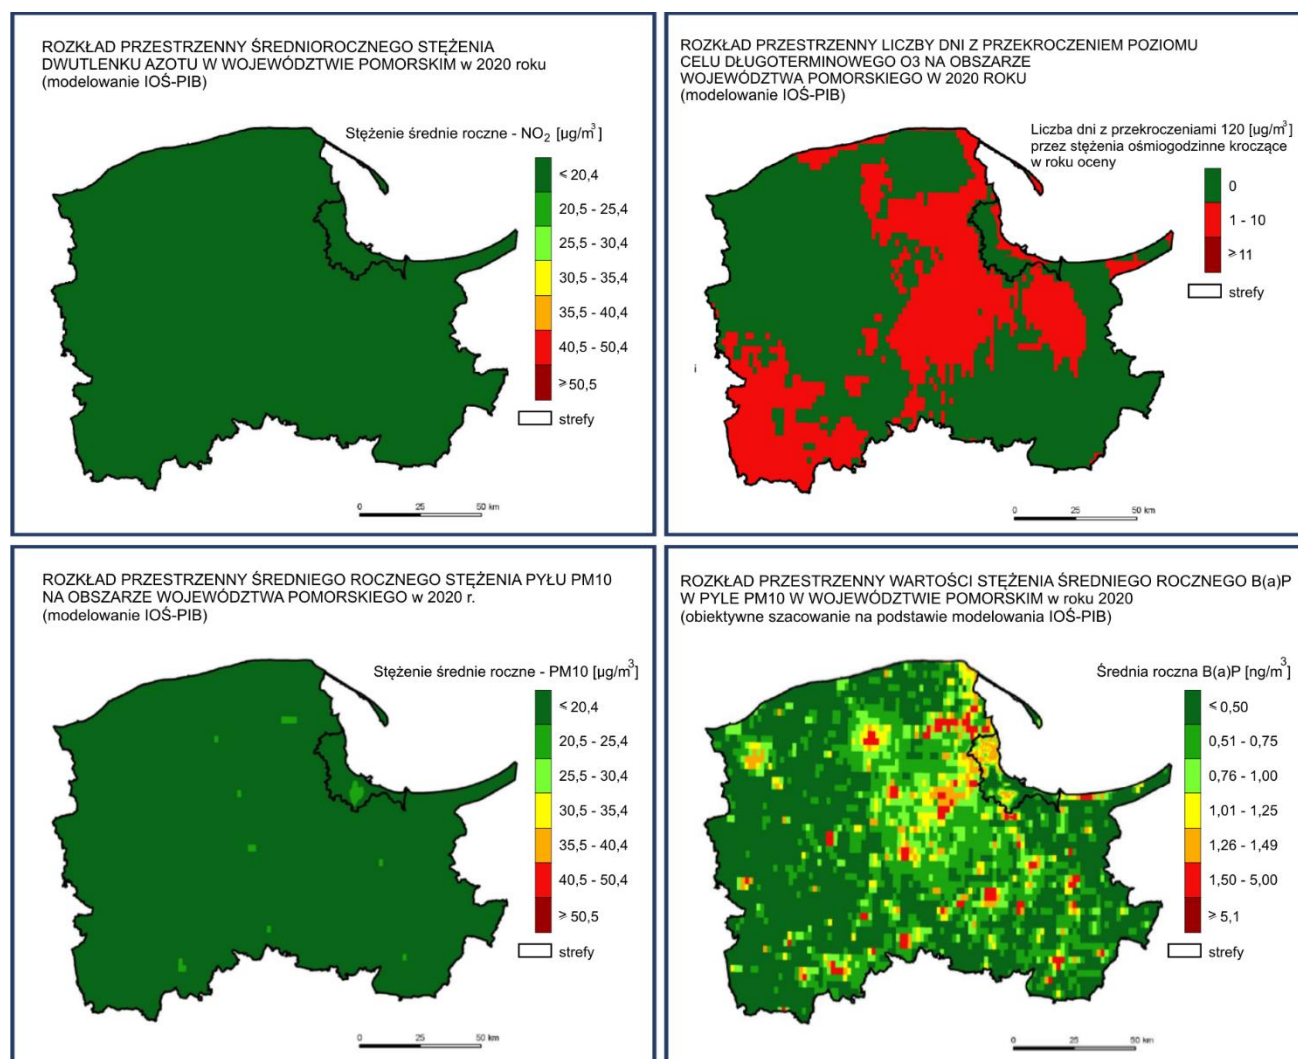 ROZKŁAD PRZESTRZENNY ŚREDNIOROCZNEGO STĘŻENIA
DWUTLENKU AZOTU W WOJEWÓDZTWIE POMORSKIM w 2020 roku
(modelowanie IOŚ-PIB)
Stężenie średnie roczne - NO₂ [µg/m³]
≤ 20,4
20,5 - 25,4
25,5 - 30,4
30,5 - 35,4
35,5 - 40,4
40,5 - 50,4
≥ 50,5
strefy
0 25 50 km
ROZKŁAD PRZESTRZENNY LICZBY DNI Z PRZEKROCZENIEM POZIOMU
CELU DŁUGOTERMINOWEGO O3 NA OBSZARZE
WOJEWÓDZTWA POMORSKIEGO W 2020 ROKU
(modelowanie IOŚ-PIB)
Liczba dni z przekroczeniami 120 [ug/m³]
przez stężenia ośmiogodzinne kroczące
w roku oceny
0
1 - 10
≥ 11
strefy
i
0 25 50 km
ROZKŁAD PRZESTRZENNY ŚREDNIEGO ROCZNEGO STĘŻENIA PYŁU PM10
NA OBSZARZE WOJEWÓDZTWA POMORSKIEGO w 2020 r.
(modelowanie IOŚ-PIB)
Stężenie średnie roczne - PM10 [µg/m³]
≤ 20,4
20,5 - 25,4
25,5 - 30,4
30,5 - 35,4
35,5 - 40,4
40,5 - 50,4
≥ 50,5
strefy
0 25 50 km
ROZKŁAD PRZESTRZENNY WARTOŚCI STĘŻENIA ŚREDNIEGO ROCZNEGO B(a)P
W PYLE PM10 W WOJEWÓDZTWIE POMORSKIM w roku 2020
(obiektywne szacowanie na podstawie modelowania IOŚ-PIB)
Średnia roczna B(a)P [ng/m³]
≤ 0,50
0,51 - 0,75
0,76 - 1,00
1,01 - 1,25
1,26 - 1,49
1,50 - 5,00
≥ 5,1
strefy
0 25 50 km